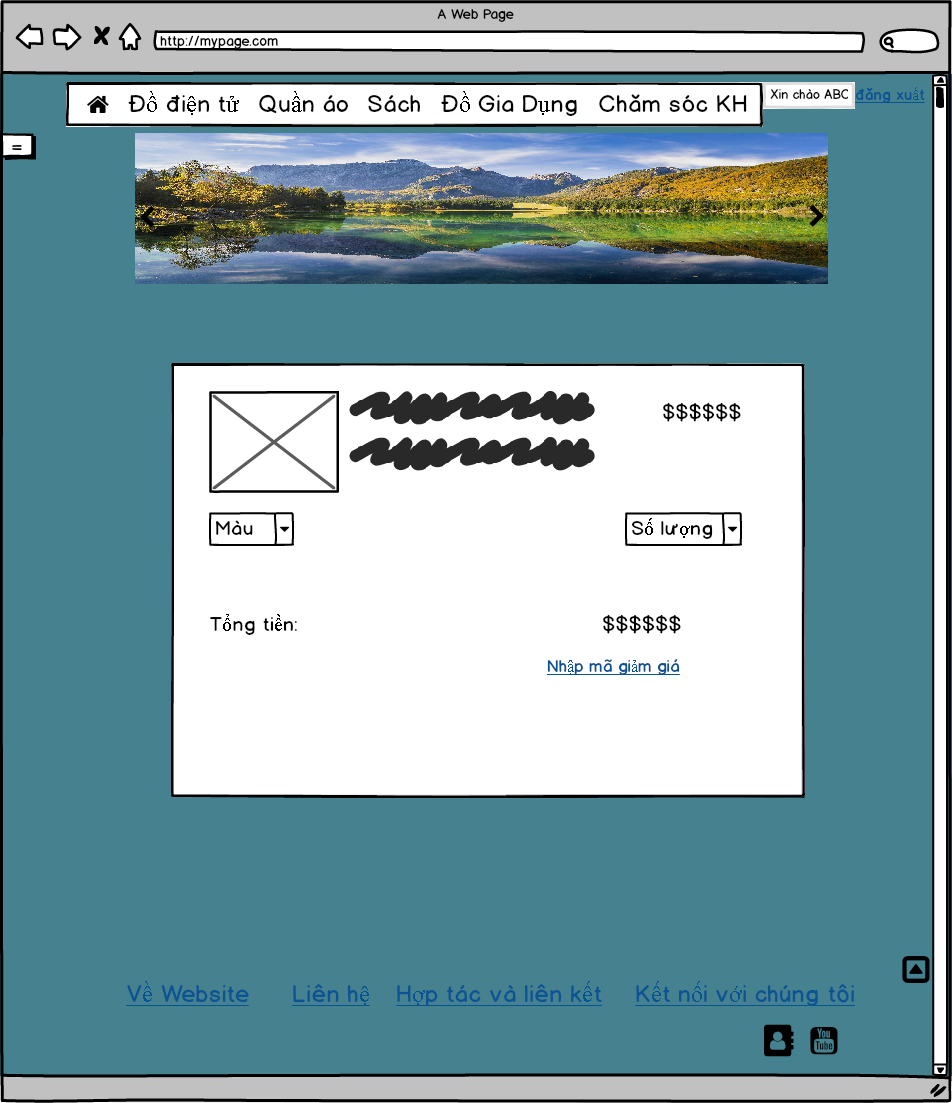 A Web Page
http://mypage.com
Đồ điện tử Quần áo Sách Đồ Gia Dụng Chăm sóc KH
Xin chào ABC đăng xuất
=
$$$$$$
Màu Số lượng
Tổng tiền: $$$$$$
Nhập mã giảm giá
Về Website Liên hệ Hợp tác và liên kết Kết nối với chúng tôi
You
Tube